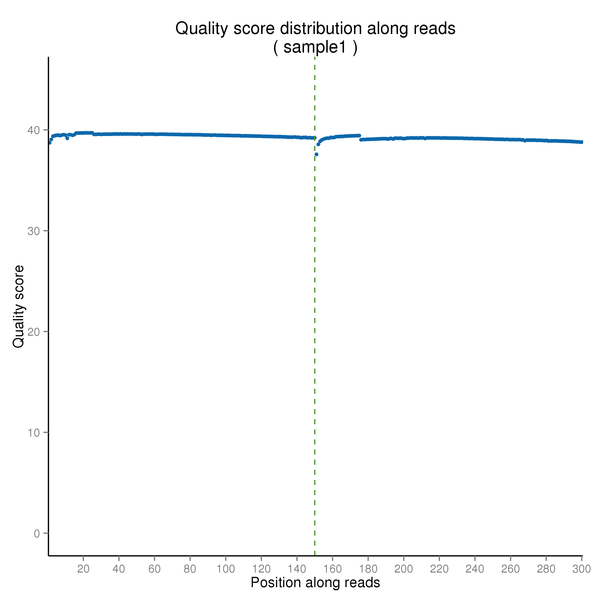 Quality score distribution along reads
( sample1 )
Quality score
40
30
20
10
0
20 40 60 80 100 120 140 160 180 200 220 240 260 280 300
Position along reads